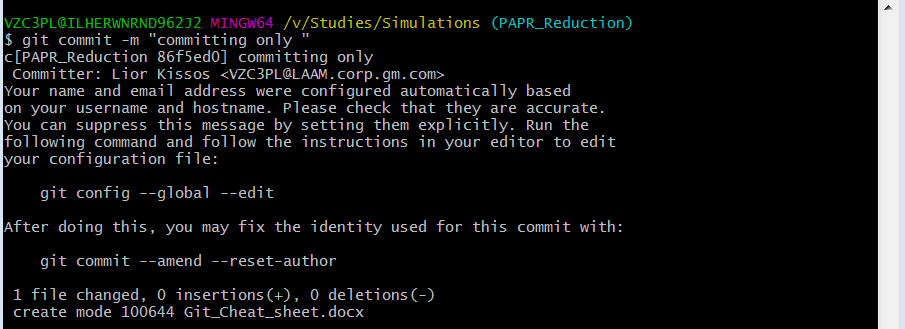 VZC3PL@ILHERWNRND962J2 MINGW64 /v/Studies/Simulations (PAPR_Reduction)
$ git commit -m "committing only "
c[PAPR_Reduction 86f5ed0] committing only
 Committer: Lior Kissos <VZC3PL@LAAM.corp.gm.com>
Your name and email address were configured automatically based
on your username and hostname. Please check that they are accurate.
You can suppress this message by setting them explicitly. Run the
following command and follow the instructions in your editor to edit
your configuration file:

    git config --global --edit

After doing this, you may fix the identity used for this commit with:

    git commit --amend --reset-author

 1 file changed, 0 insertions(+), 0 deletions(-)
 create mode 100644 Git_Cheat_sheet.docx